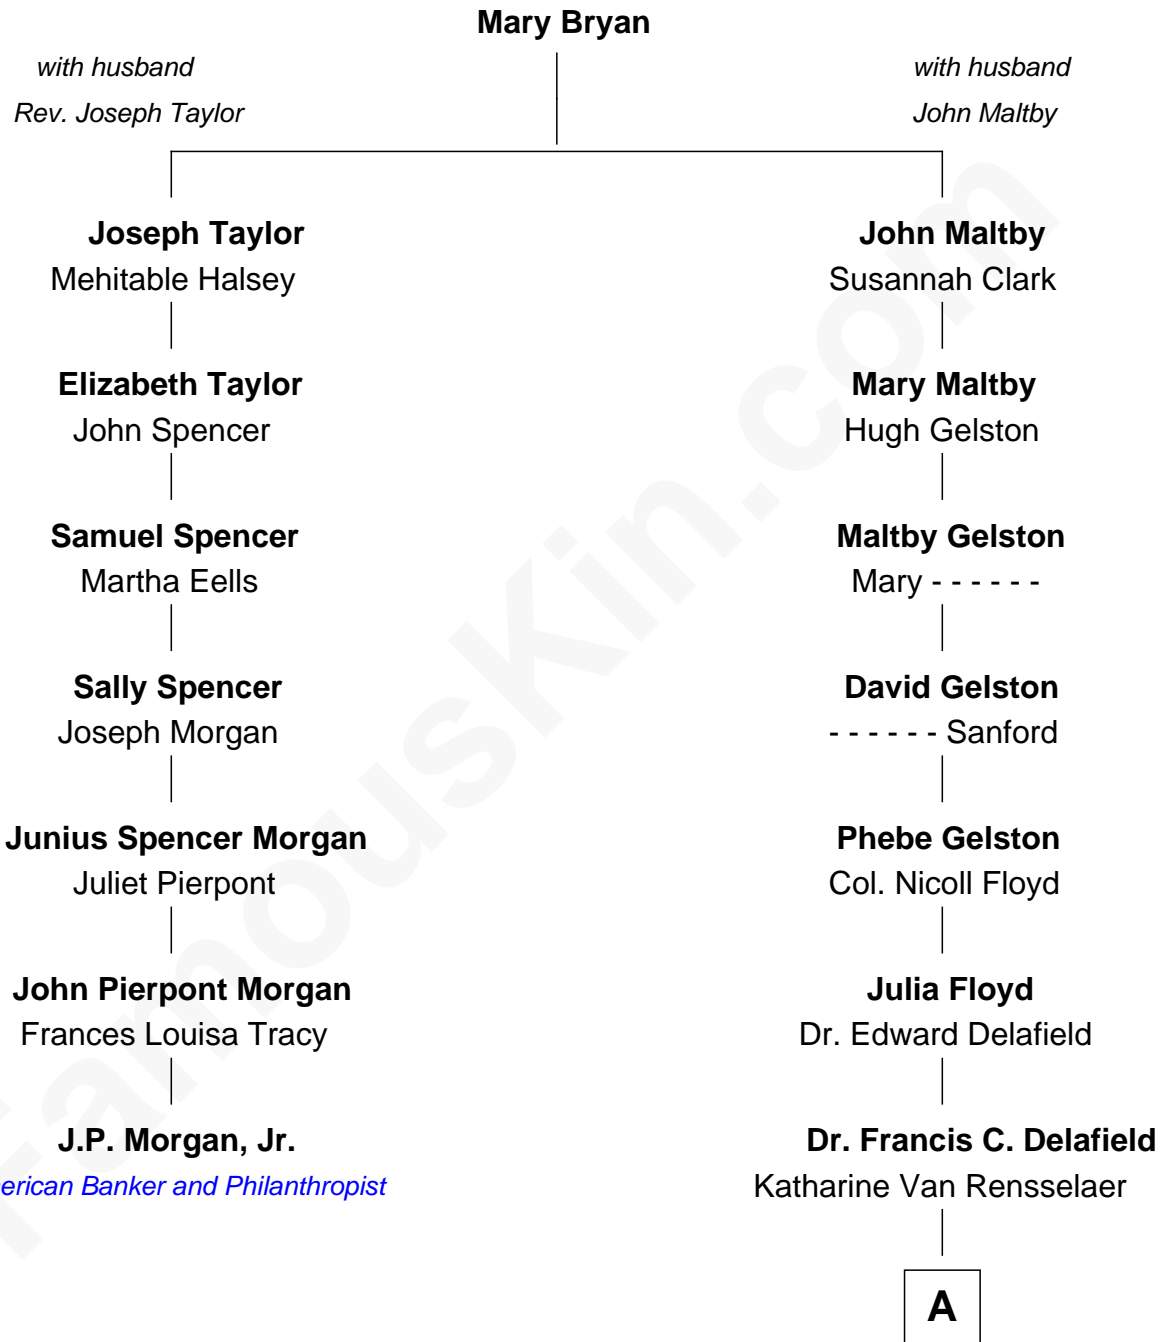 Mary Bryan
with husband
Rev. Joseph Taylor
with husband
John Maltby
Joseph Taylor
Mehitable Halsey
Elizabeth Taylor
John Spencer
Samuel Spencer
Martha Eells
Sally Spencer
Joseph Morgan
Junius Spencer Morgan
Juliet Pierpont
John Pierpont Morgan
Frances Louisa Tracy
J.P. Morgan, Jr.
erican Banker and Philanthropist
John Maltby
Susannah Clark
Mary Maltby
Hugh Gelston
Maltby Gelston
Mary - - - - - -
David Gelston
- - - - - - Sanford
Phebe Gelston
Col. Nicoll Floyd
Julia Floyd
Dr. Edward Delafield
Dr. Francis C. Delafield
Katharine Van Rensselaer
A
FamousKin.com